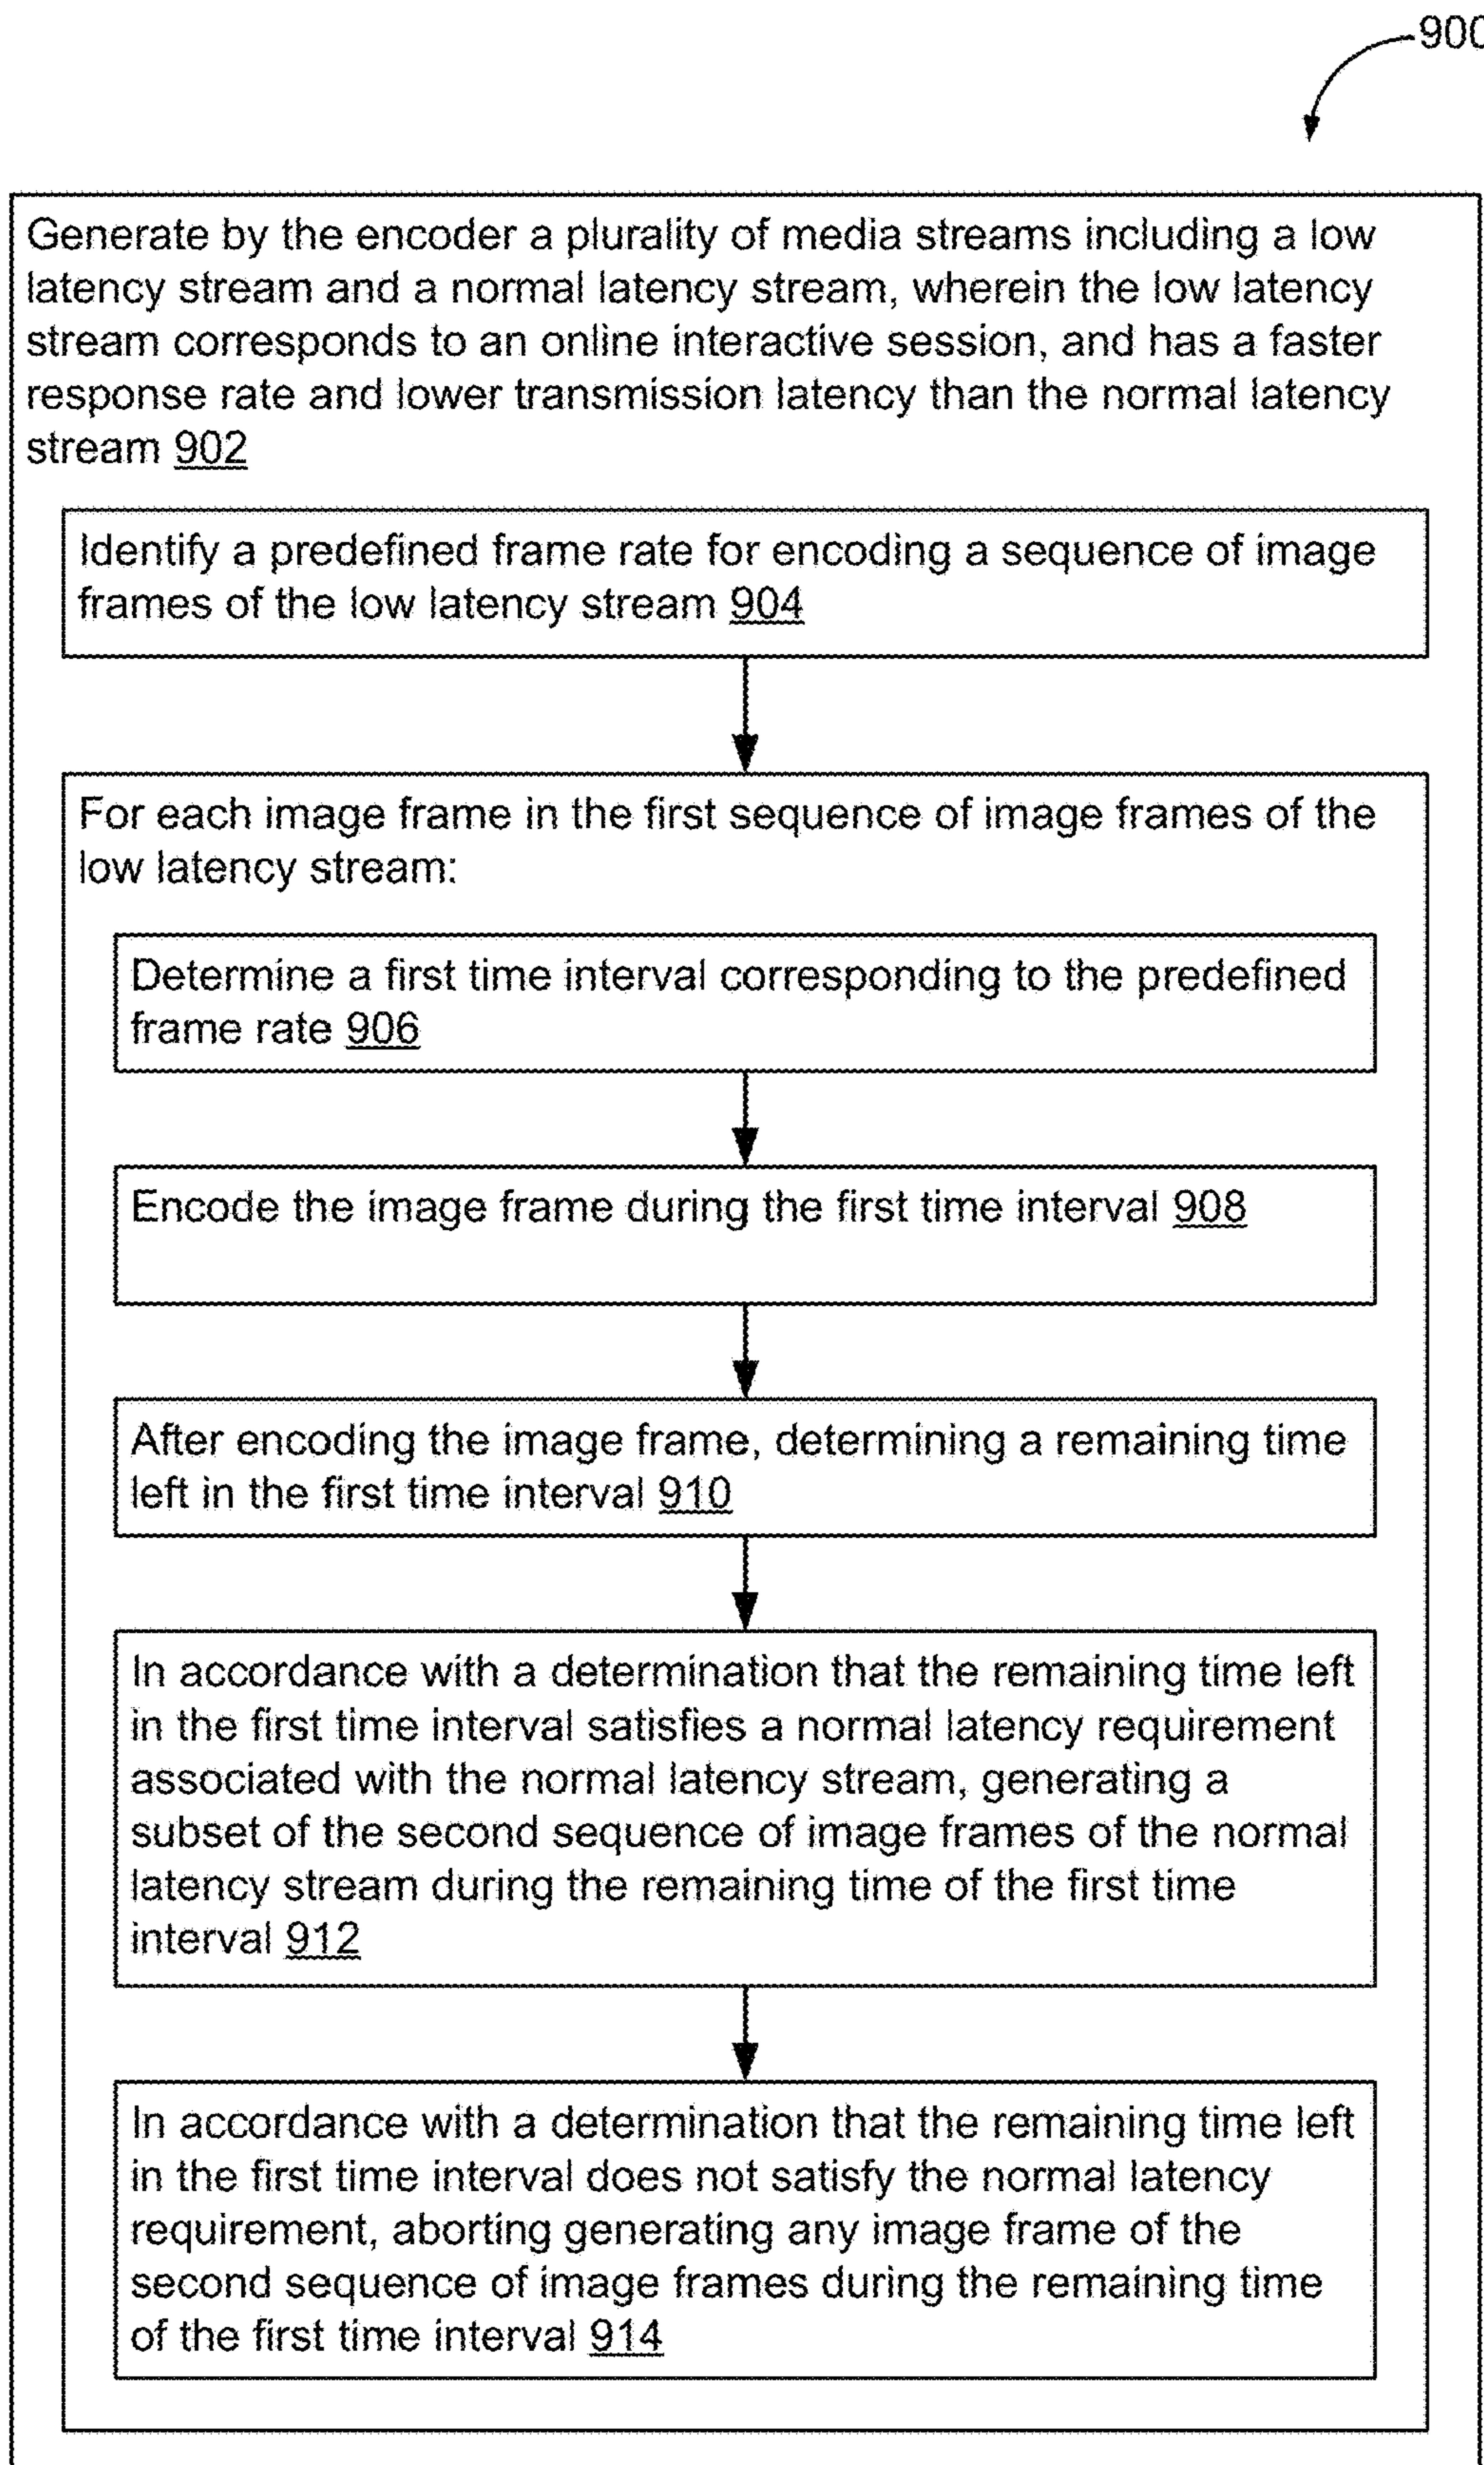 900
Generate by the encoder a plurality of media streams including a low
latency stream and a normal latency stream, wherein the low latency
stream corresponds to an online interactive session, and has a faster
response rate and lower transmission latency than the normal latency
stream 902
Identify a predefined frame rate for encoding a sequence of image
frames of the low latency stream 904
For each image frame in the first sequence of image frames of the
low latency stream:
Determine a first time interval corresponding to the predefined
frame rate 906
Encode the image frame during the first time interval 908
After encoding the image frame, determining a remaining time
left in the first time interval 910
In accordance with a determination that the remaining time left
in the first time interval satisfies a normal latency requirement
associated with the normal latency stream, generating a
subset of the second sequence of image frames of the normal
latency stream during the remaining time of the first time
interval 912
In accordance with a determination that the remaining time left
in the first time interval does not satisfy the normal latency
requirement, aborting generating any image frame of the
second sequence of image frames during the remaining time
of the first time interval 914